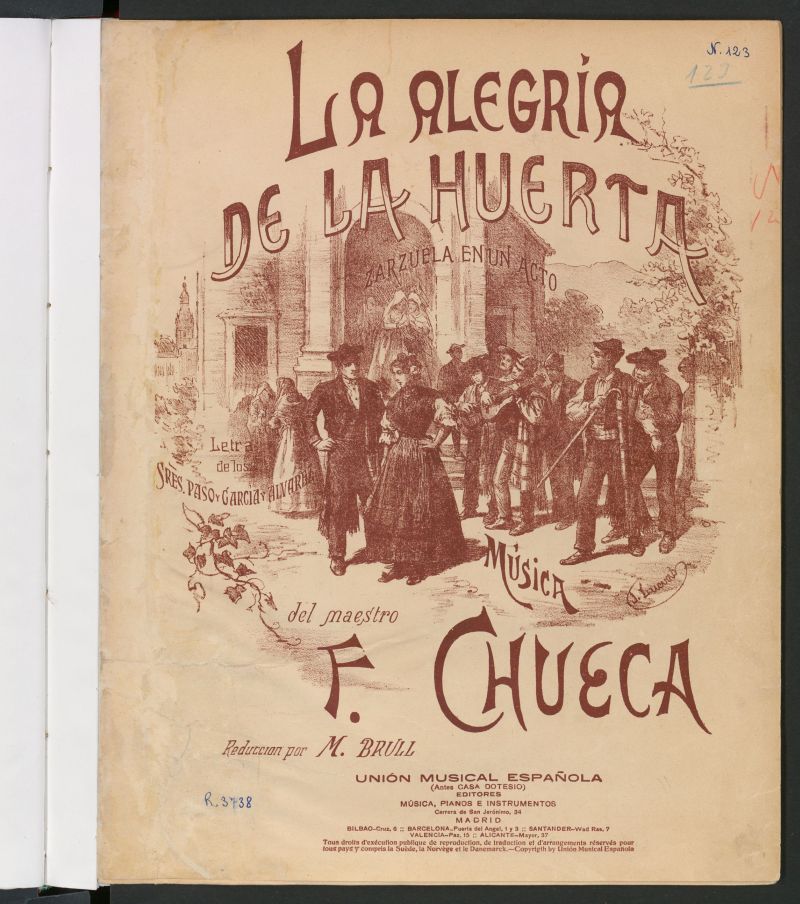 N. 123
123
LA ALEGRÍA
DE LA HUERTA
ZARZUELA EN UN ACTO
Letra
de los
SRES. PASO Y GARCIA Y ALVAREZ
MÚSICA
del maestro
F. CHUECA
Reduccion por M. BRULL
R. 3738
UNIÓN MUSICAL ESPAÑOLA
(Antes CASA DOTESIO)
EDITORES
MÚSICA, PIANOS E INSTRUMENTOS
Carrera de San Jerónimo, 34
MADRID
BILBAO-Cruz, 6 :: BARCELONA-Puerta del Angel, 1 y 3 :: SANTANDER-Wad Ras, 7
VALENCIA-Paz, 15 :: ALICANTE-Mayor, 37
Tous droits d'exécution publique de reproduction, de traduction et d'arrangements réservés pour
tous pays y compris la Suède, la Norvège et le Danemarck.-Copyrigth by Unión Musical Española